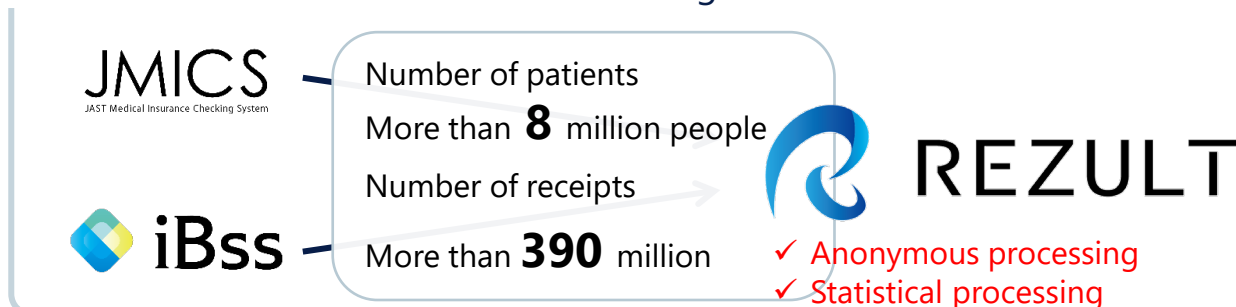 JMICS
JAST Medical Insurance Checking System
iBss
Number of patients
More than 8 million people
Number of receipts
More than 390 million
REZULT
✓ Anonymous processing
✓ Statistical processing